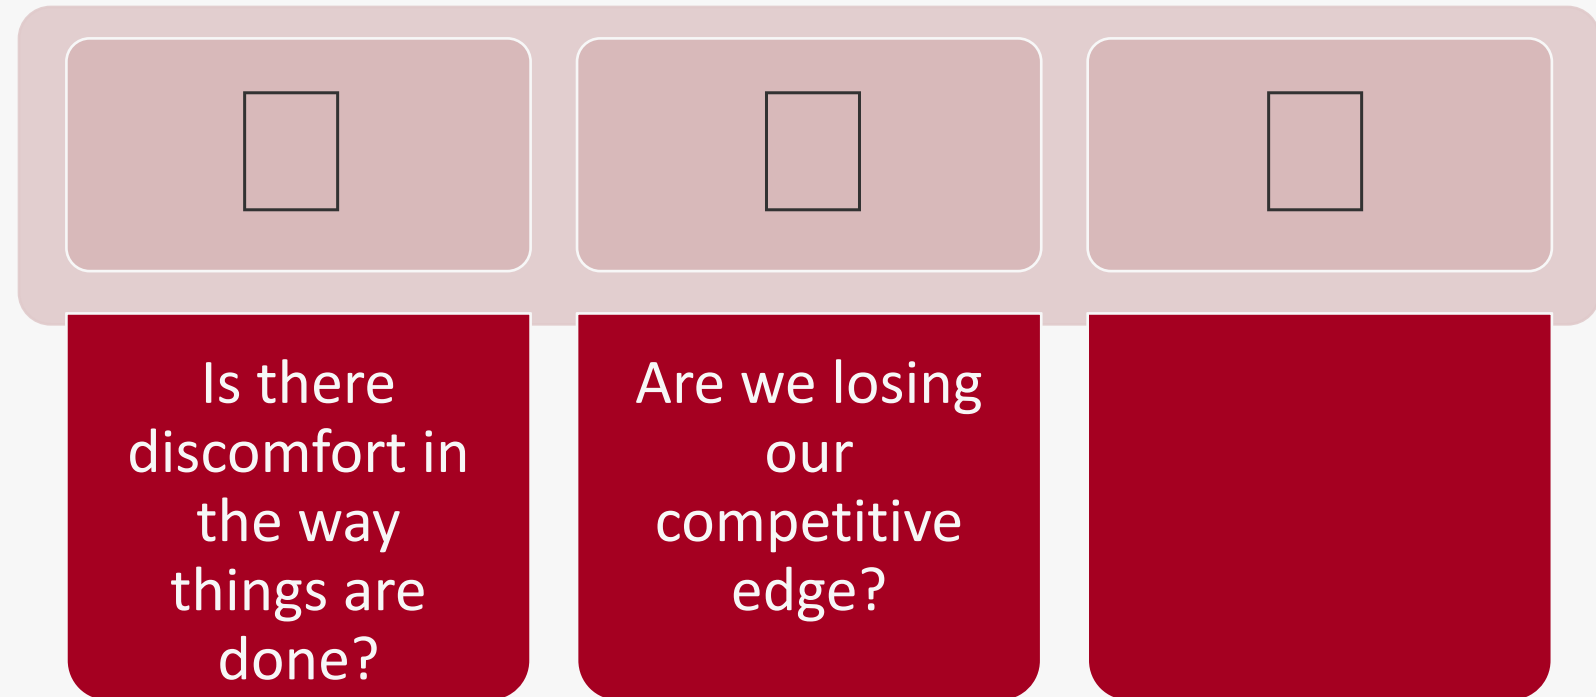 Is there
discomfort in
the way
things are
done?
Are we losing
our
competitive
edge?